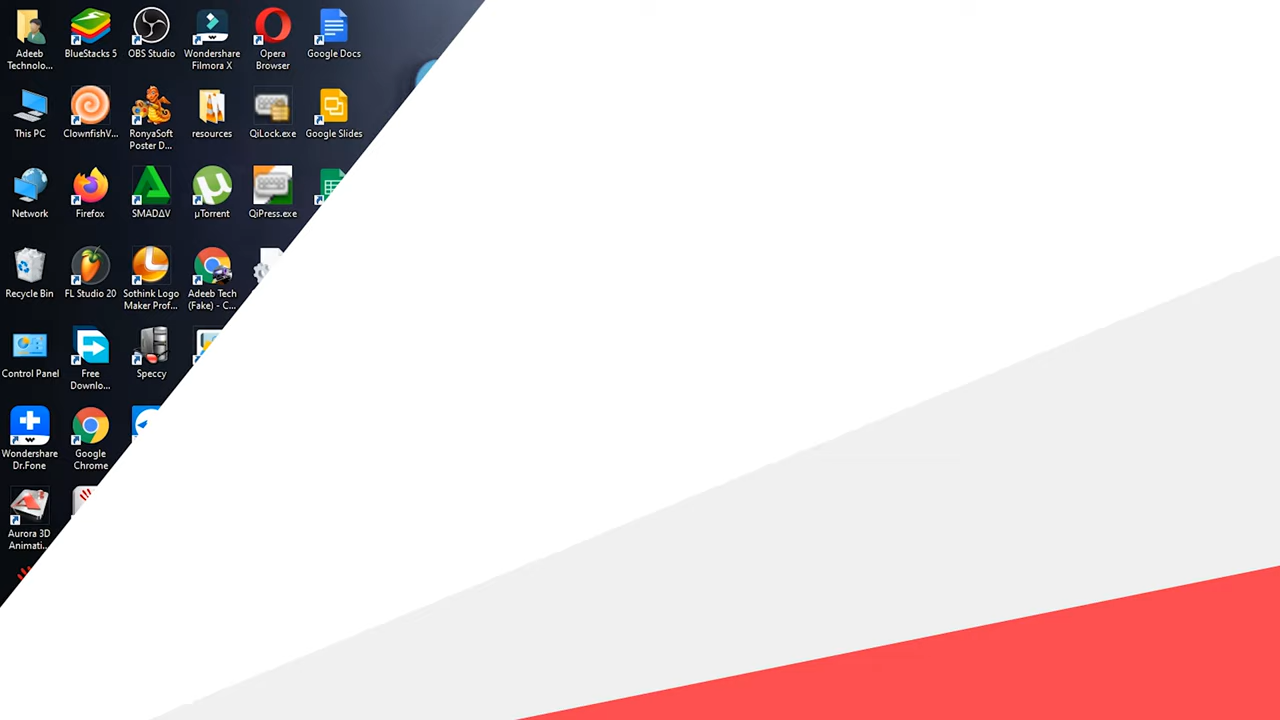 Adeeb
Technolo...
BlueStacks 5
OBS Studio
Wondershare
Filmora X
Opera
Browser
Google Docs
This PC
ClownfishV...
RonyaSoft
Poster D...
resources
QiLock.exe
Google Slides
Network
Firefox
SMADΔV
µTorrent
QiPress.exe
Recycle Bin
FL Studio 20
Sothink Logo
Maker Prof...
Adeeb Tech
(Fake) - C...
Control Panel
Free
Downlo...
Speccy
Wondershare
Dr.Fone
Google
Chrome
Aurora 3D
Animati...